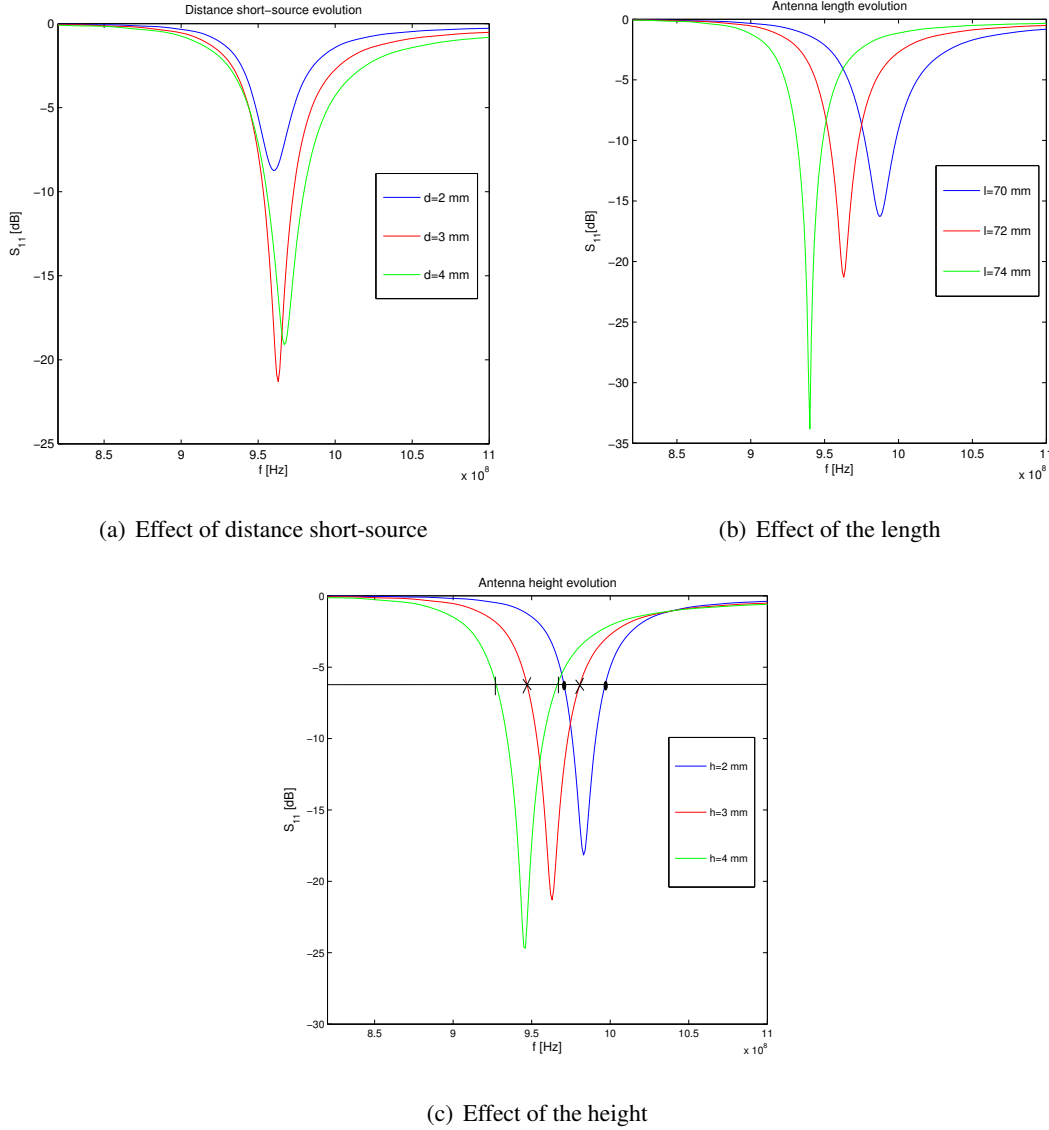 Distance short−source evolution
0
−5
−10
−15
−20
−25
S11 [dB]
d=2 mm
d=3 mm
d=4 mm
8.5 9 9.5 10 10.5 11
f [Hz]
x 10^8
(a) Effect of distance short-source
Antenna length evolution
0
−5
−10
−15
−20
−25
−30
−35
S11[dB]
l=70 mm
l=72 mm
l=74 mm
8.5 9 9.5 10 10.5 11
f [Hz]
x 10^8
(b) Effect of the length
Antenna height evolution
0
−5
−10
−15
−20
−25
−30
S11 [dB]
h=2 mm
h=3 mm
h=4 mm
8.5 9 9.5 10 10.5 11
f [Hz]
x 10^8
(c) Effect of the height